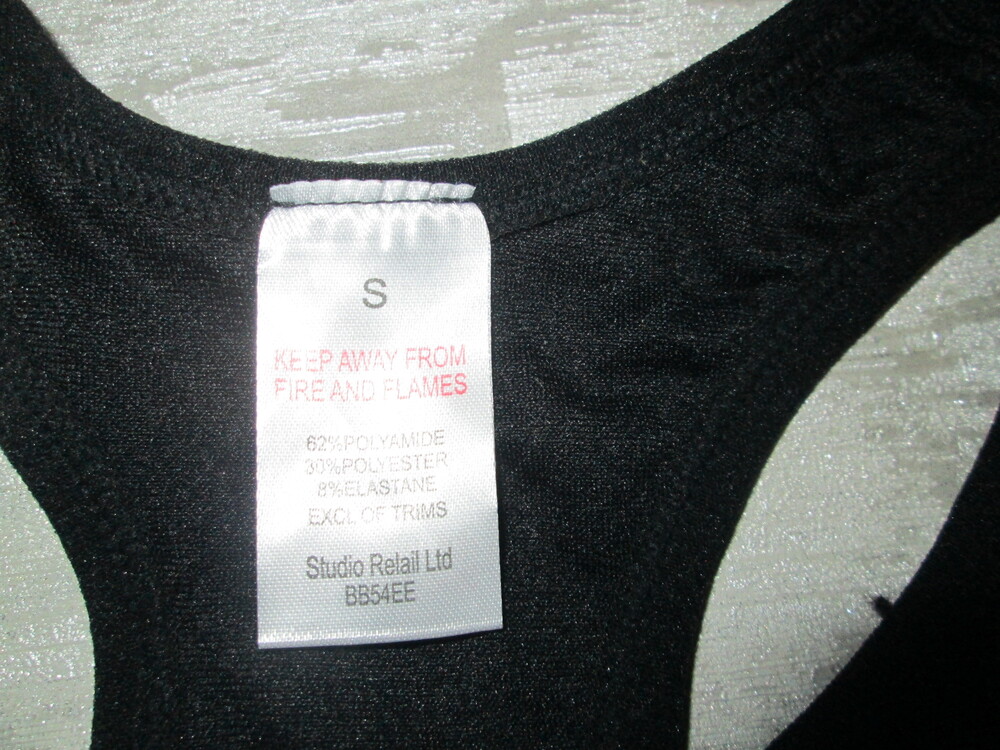 S
KEEP AWAY FROM
FIRE AND FLAMES
62%POLYAMIDE
30%POLYESTER
8%ELASTANE
EXCL OF TRIMS
Studio Retail Ltd
BB54EE